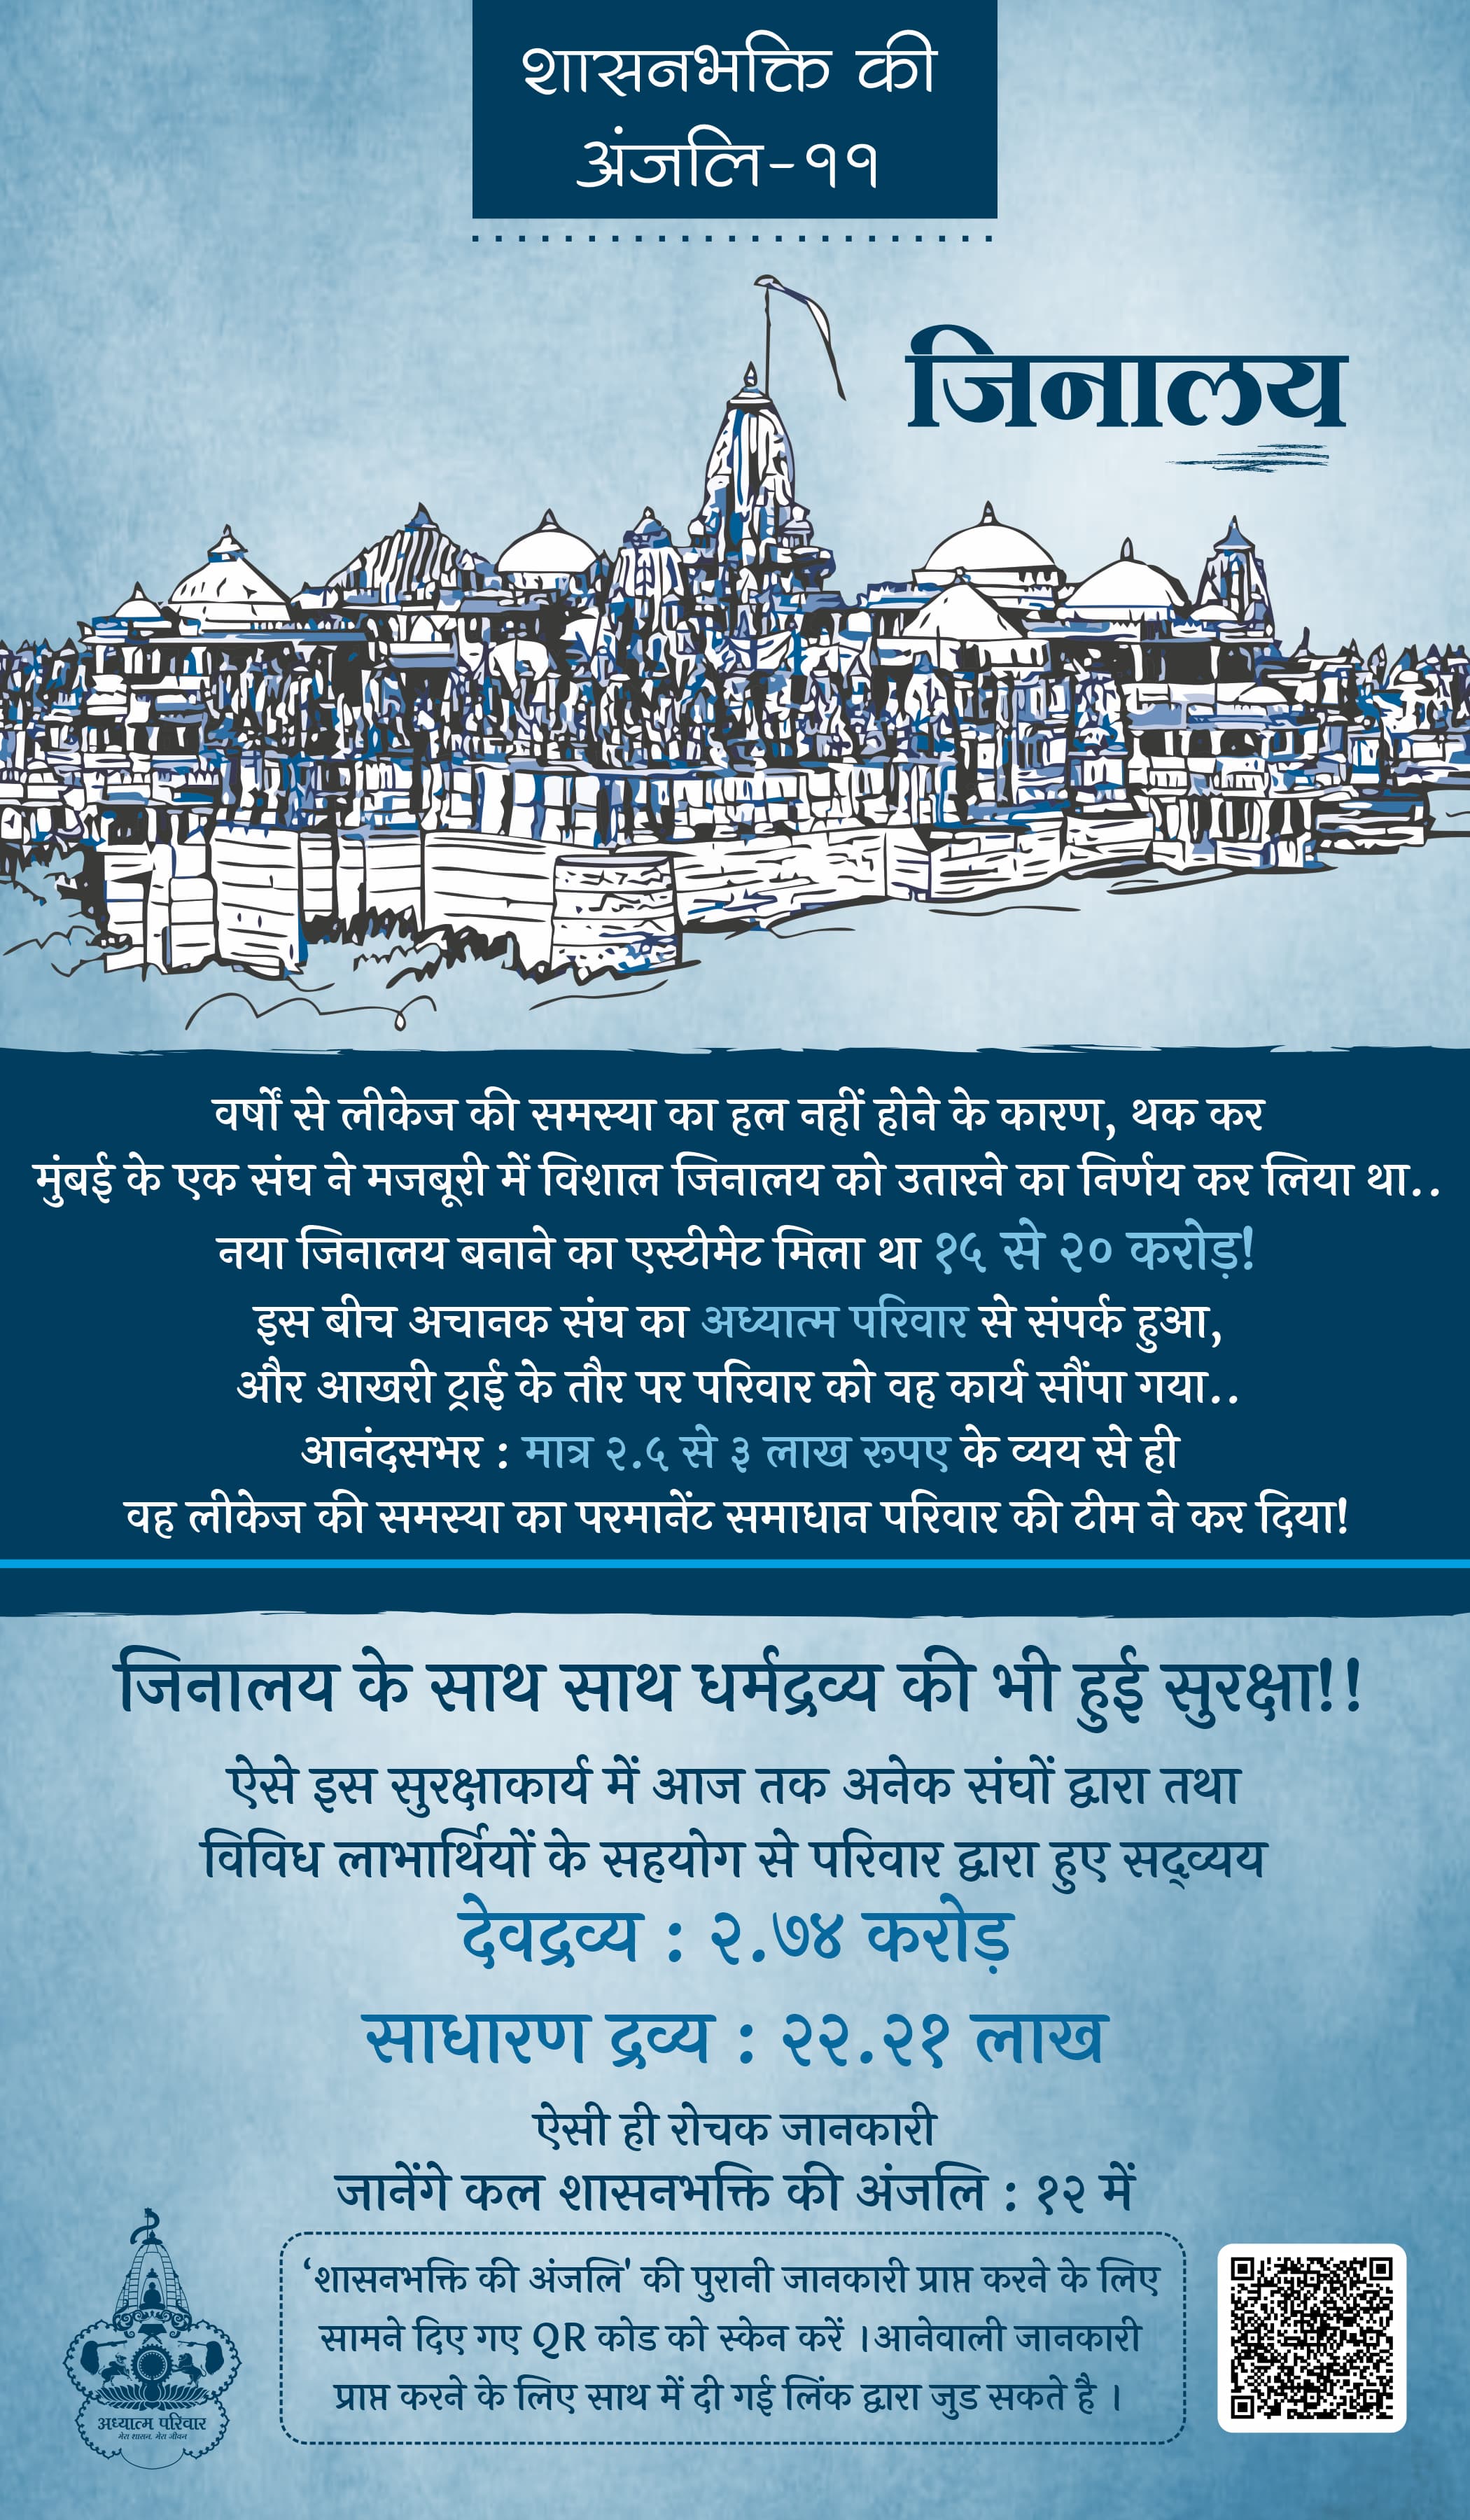 शासनभक्ति की
अंजलि-११
जिनालय
वर्षों से लीकेज की समस्या का हल नहीं होने के कारण, थक कर
मुंबई के एक संघ ने मजबूरी में विशाल जिनालय को उतारने का निर्णय कर लिया था..
नया जिनालय बनाने का एस्टीमेट मिला था १५ से २० करोड़!
इस बीच अचानक संघ का अध्यात्म परिवार से संपर्क हुआ,
और आखरी ट्राई के तौर पर परिवार को वह कार्य सौंपा गया..
आनंदसभर : मात्र २.५ से ३ लाख रूपए के व्यय से ही
वह लीकेज की समस्या का परमानेंट समाधान परिवार की टीम ने कर दिया!
जिनालय के साथ साथ धर्मद्रव्य की भी हुई सुरक्षा!!
ऐसे इस सुरक्षाकार्य में आज तक अनेक संघों द्वारा तथा
विविध लाभार्थियों के सहयोग से परिवार द्वारा हुए सद्‌व्यय
देवद्रव्य : २.७४ करोड़
साधारण द्रव्य : २२.२१ लाख
ऐसी ही रोचक जानकारी
जानेंगे कल शासनभक्ति की अंजलि : १२ में
‘शासनभक्ति की अंजलि' की पुरानी जानकारी प्राप्त करने के लिए
सामने दिए गए QR कोड को स्केन करें ।आनेवाली जानकारी
प्राप्त करने के लिए साथ में दी गई लिंक द्वारा जुड सकते है ।
अध्यात्म परिवार
मेरा शासन, मेरा जीवन